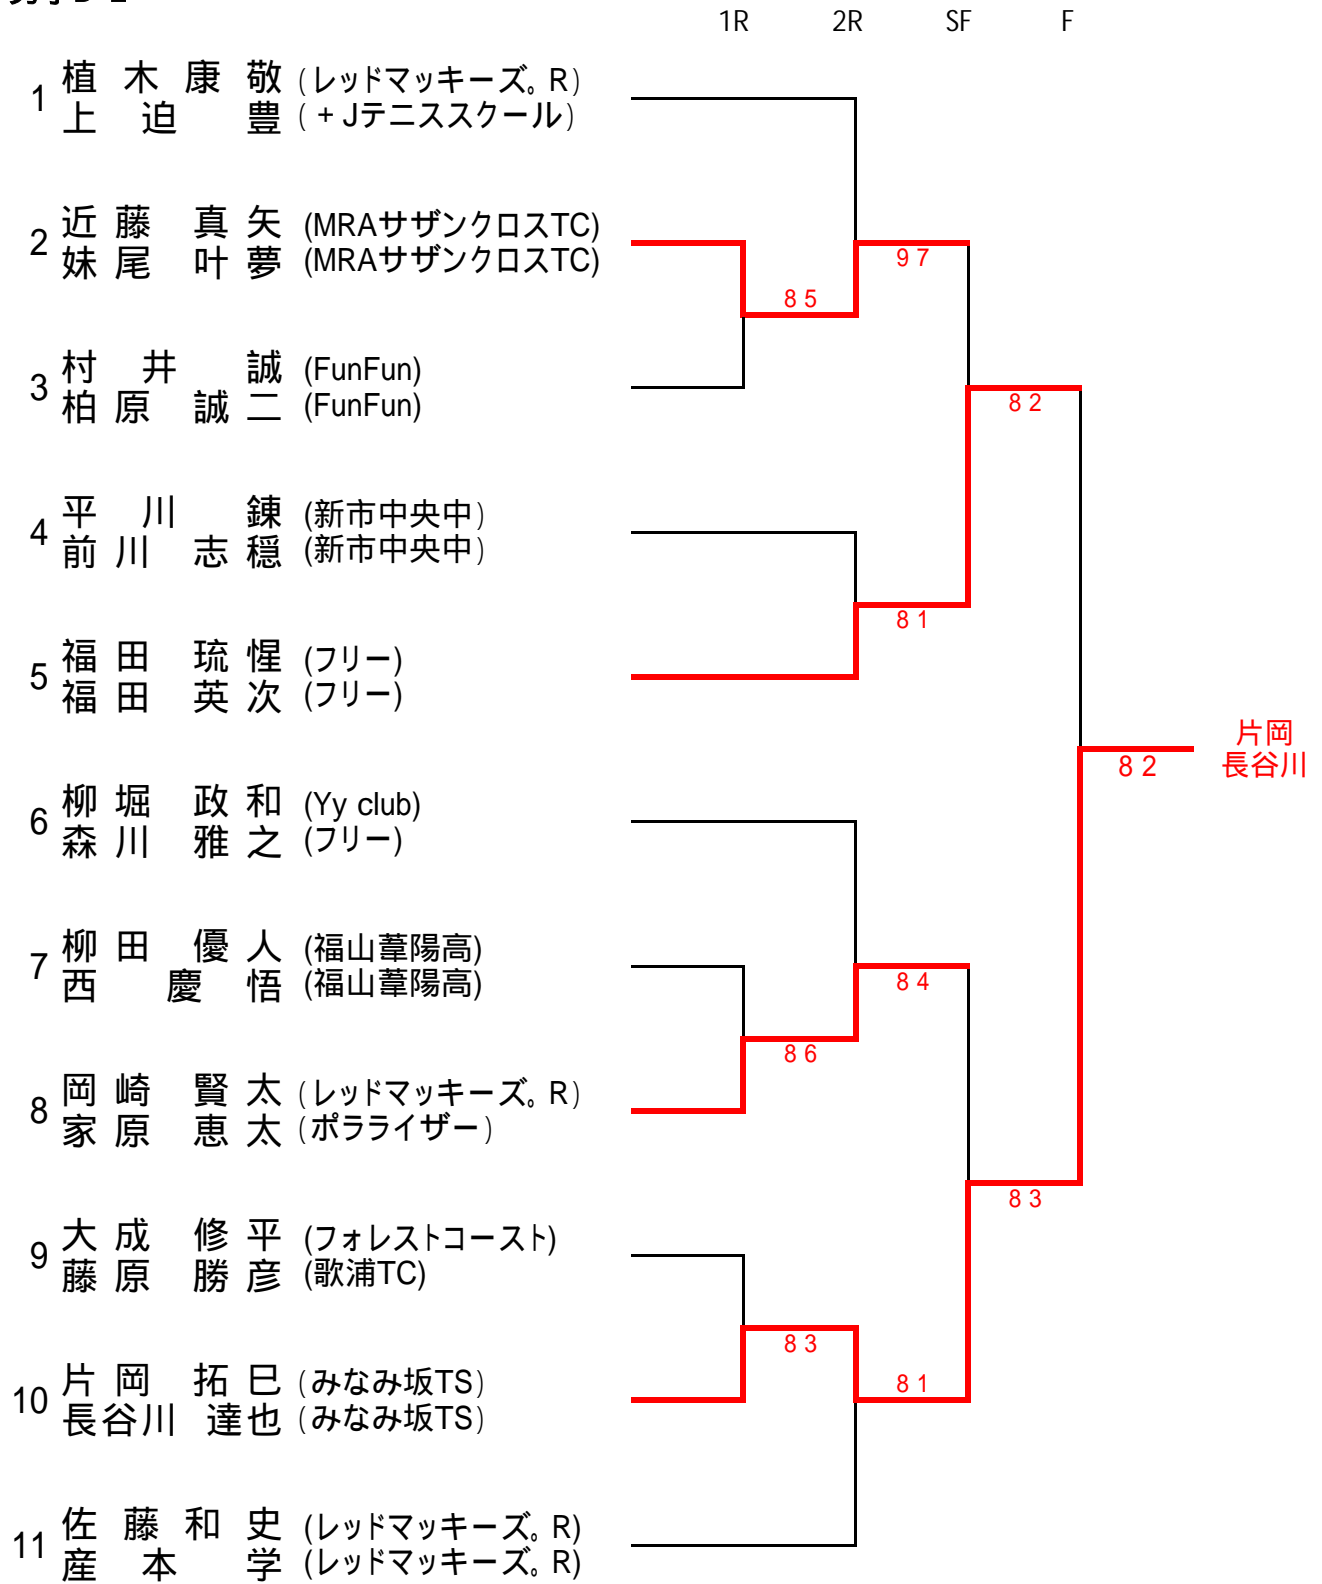 1R 2R SF F
1 植木康敬 (レッドマッキーズ。R)
上迫豊 (+Jテニススクール)
2 近藤真矢 (MRAサザンクロスTC)
妹尾叶夢 (MRAサザンクロスTC)
97
85
3 村井誠 (FunFun)
柏原誠二 (FunFun)
82
4 平川錬 (新市中央中)
前川志穏 (新市中央中)
81
5 福田琉惺 (フリー)
福田英次 (フリー)
片岡
82 長谷川
6 柳堀政和 (Yy club)
森川雅之 (フリー)
7 柳田優人 (福山葦陽高)
西慶悟 (福山葦陽高)
84
86
8 岡崎賢太 (レッドマッキーズ。R)
家原恵太 (ポラライザー)
83
9 大成修平 (フォレストコースト)
藤原勝彦 (歌浦TC)
83
10 片岡拓巳 (みなみ坂TS)
長谷川達也 (みなみ坂TS)
81
11 佐藤和史 (レッドマッキーズ。R)
産本学 (レッドマッキーズ。R)